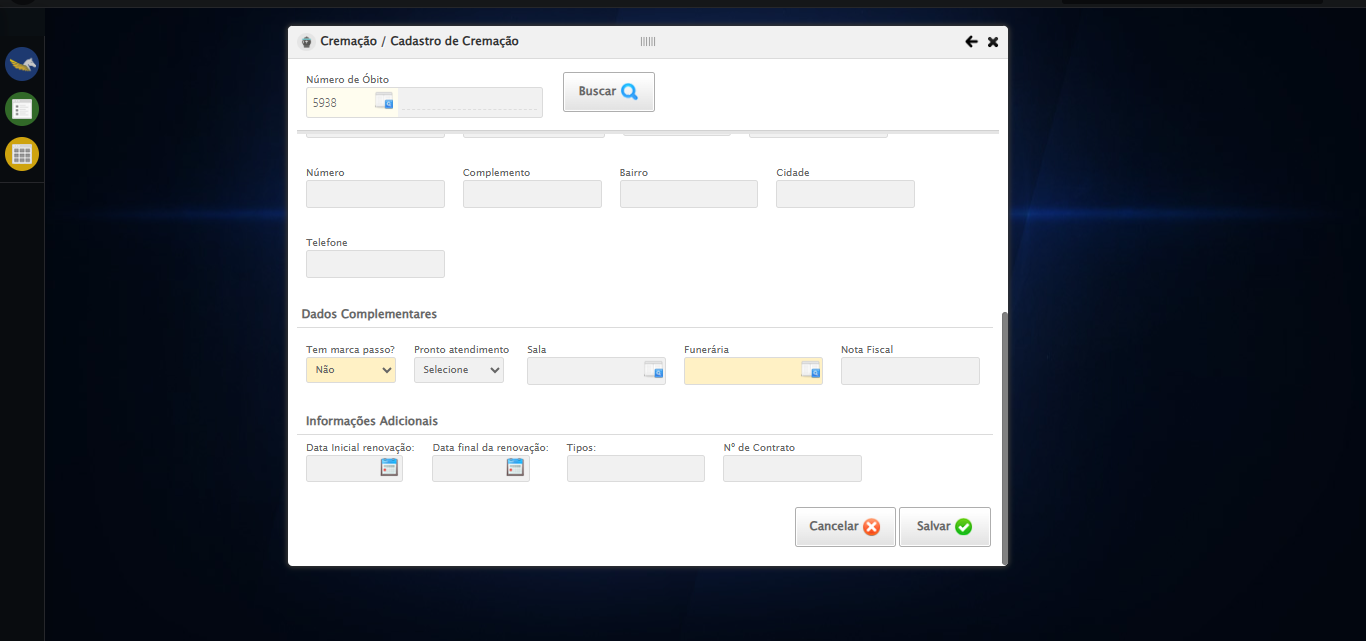 Cremação / Cadastro de Cremação
Número de Óbito
5938
Buscar
Número Complemento Bairro Cidade
Telefone
Dados Complementares
Tem marca passo? Pronto atendimento Sala Funerária Nota Fiscal
Não Selecione
Informações Adicionais
Data Inicial renovação: Data final da renovação: Tipos: Nº de Contrato
Cancelar Salvar